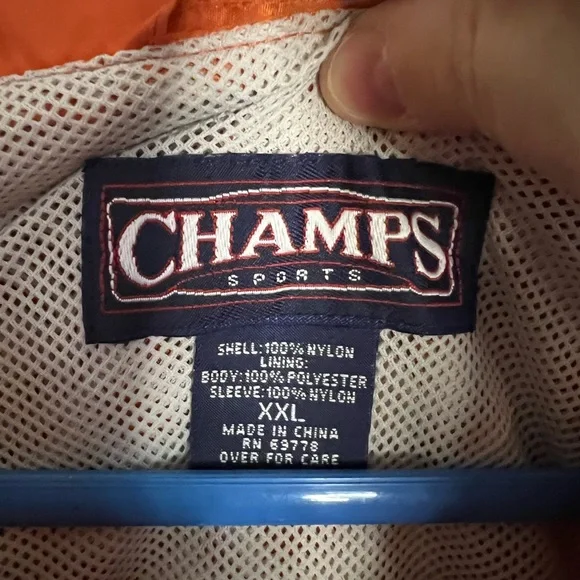 CHAMPS
SPORTS
SHELL:100% NYLON
LINING:
BODY:100% POLYESTER
SLEEVE:100% NYLON
XXL
MADE IN CHINA
RN 69778
OVER FOR CARE